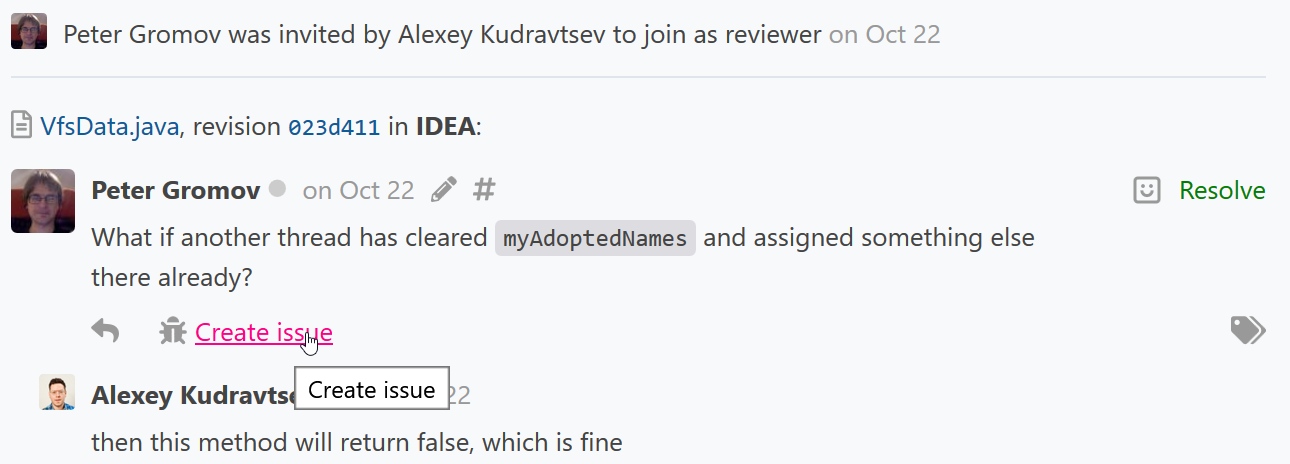 Peter Gromov was invited by Alexey Kudravtsev to join as reviewer on Oct 22
VfsData.java, revision 023d411 in IDEA:
Peter Gromov on Oct 22 # Resolve
What if another thread has cleared myAdoptedNames and assigned something else
there already?
Create issue
Create issue
Alexey Kudravtse 22
then this method will return false, which is fine